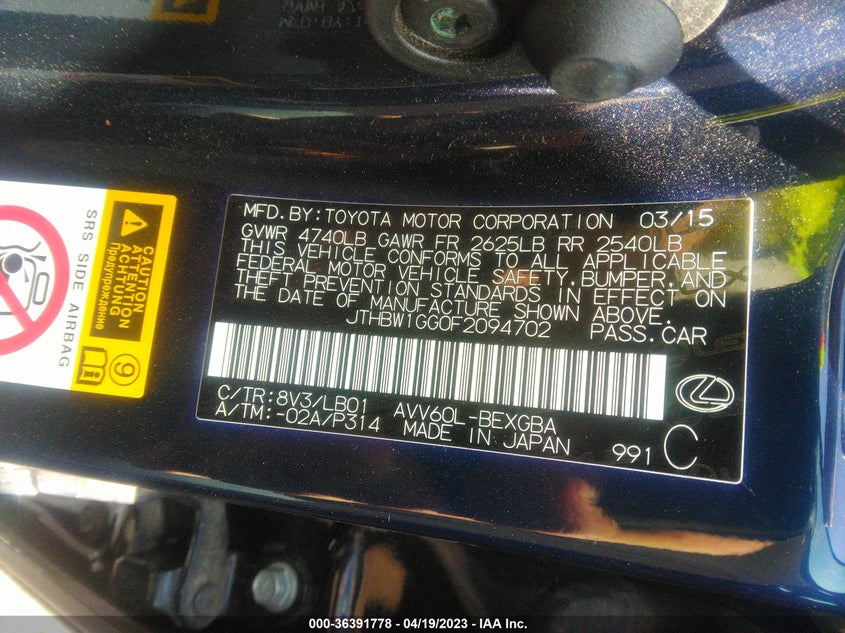 SRS SIDE AIRBAG
CAUTION
ATTENTION
ACHTUNG
Предупреждение
9
MFD.BY:TOYOTA MOTOR CORPORATION 03/15
GVWR 4740LB GAWR FR 2625LB RR 2540LB
THIS VEHICLE CONFORMS TO ALL APPLICABLE
FEDERAL MOTOR VEHICLE SAFETY,BUMPER,AND
THEFT PREVENTION STANDARDS IN EFFECT ON
THE DATE OF MANUFACTURE SHOWN ABOVE.
JTHBW1GG0F2094702 PASS.CAR
C/TR:8V3/LB01 AVV60L-BEXGBA
A/TM:-02A/P314 MADE IN JAPAN
991 C
000-36391778 - 04/19/2023 - IAA Inc.